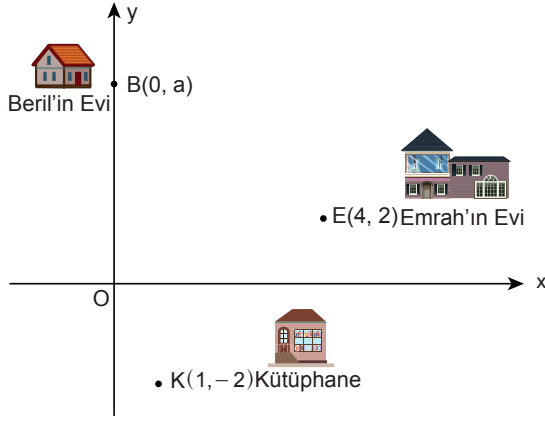 y
B(0, a)
Beril'in Evi
E(4, 2) Emrah'ın Evi
x
O
K(1,−2) Kütüphane